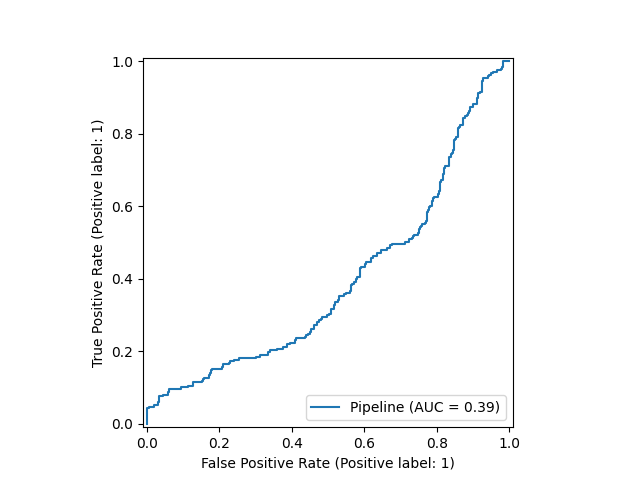 1.0
0.8
0.6
0.4
0.2
0.0
True Positive Rate (Positive label: 1)
Pipeline (AUC = 0.39)
0.0 0.2 0.4 0.6 0.8 1.0
False Positive Rate (Positive label: 1)